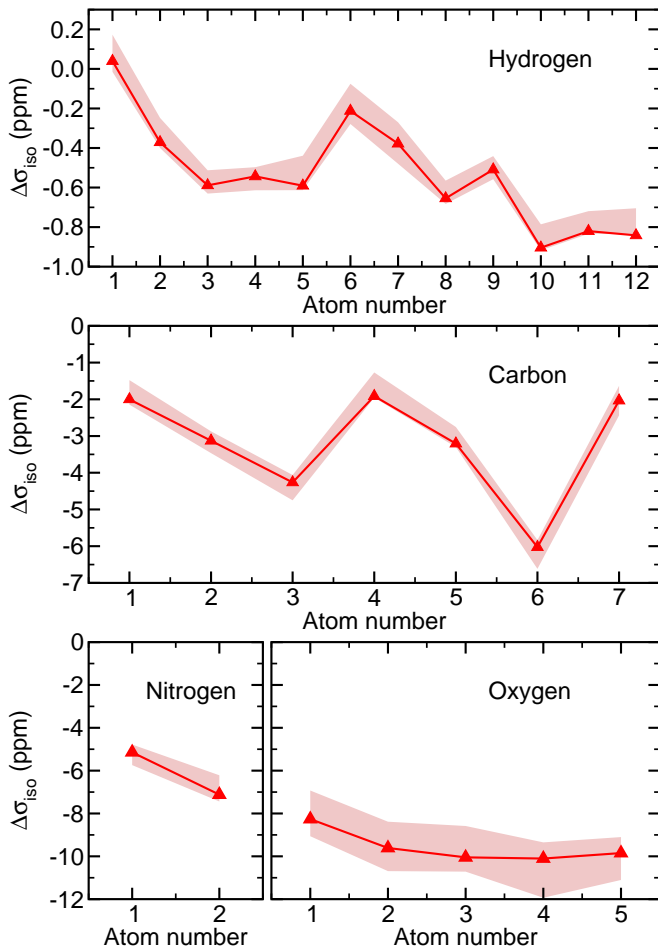 0.2
0.0
-0.2
-0.4
-0.6
-0.8
-1.0
Δσiso (ppm)
Hydrogen
1 2 3 4 5 6 7 8 9 10 11 12
Atom number
0
-1
-2
-3
-4
-5
-6
-7
Δσiso (ppm)
Carbon
1 2 3 4 5 6 7
Atom number
0
-2
-4
-6
-8
-10
-12
Δσiso (ppm)
Nitrogen
1 2
Atom number
Oxygen
1 2 3 4 5
Atom number